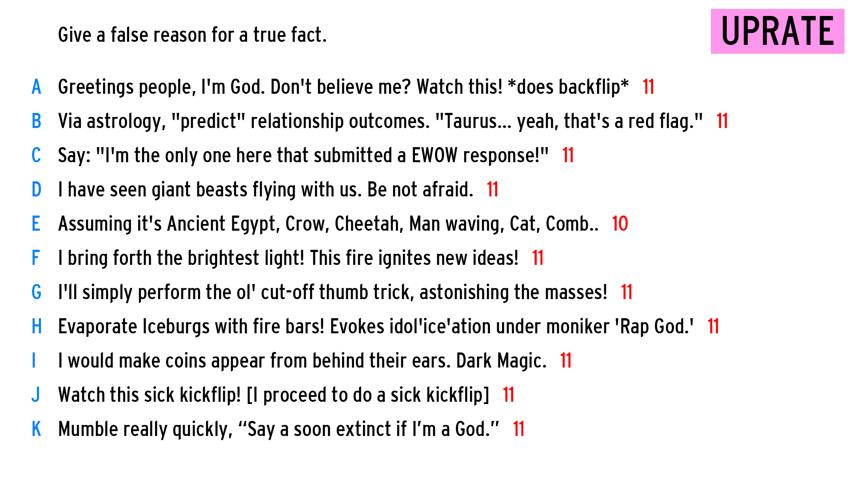 Give a false reason for a true fact.
UPRATE
A Greetings people, I'm God. Don't believe me? Watch this! *does backflip* 11
B Via astrology, "predict" relationship outcomes. "Taurus... yeah, that's a red flag." 11
C Say: "I'm the only one here that submitted a EWOW response!" 11
D I have seen giant beasts flying with us. Be not afraid. 11
E Assuming it's Ancient Egypt, Crow, Cheetah, Man waving, Cat, Comb.. 10
F I bring forth the brightest light! This fire ignites new ideas! 11
G I'll simply perform the ol' cut-off thumb trick, astonishing the masses! 11
H Evaporate Iceburgs with fire bars! Evokes idol'ice'ation under moniker 'Rap God.' 11
I I would make coins appear from behind their ears. Dark Magic. 11
J Watch this sick kickflip! [I proceed to do a sick kickflip] 11
K Mumble really quickly, “Say a soon extinct if I’m a God.” 11